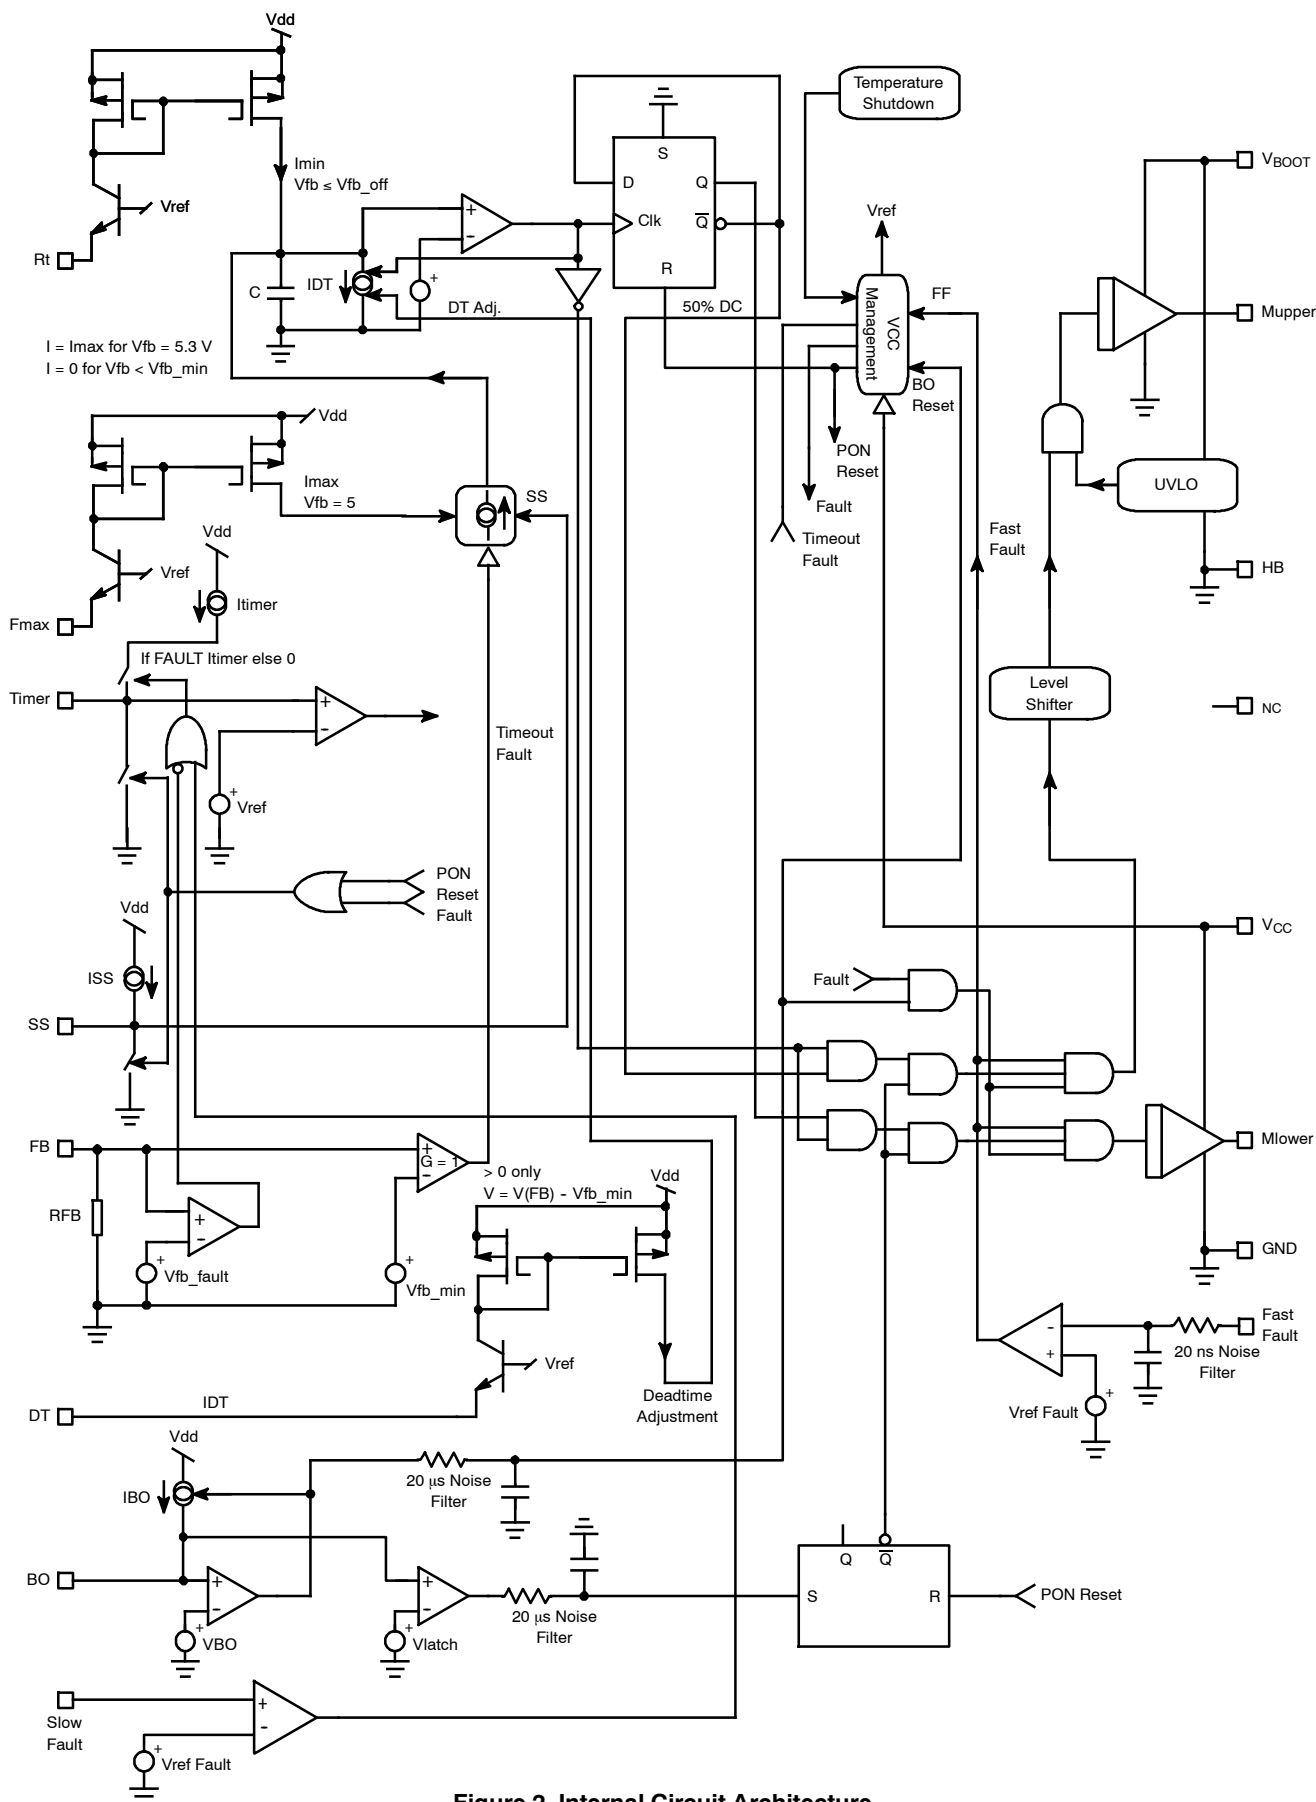 Vdd
Temperature
Shutdown
S
D
Q
Clk
Q
R
Imin
Vfb ≤ Vfb_off
Vref
Rt
+
-
IDT
C
+
DT Adj.
50% DC
Vref
VCC
Management
FF
BO
Reset
PON
Reset
Fault
Timeout
Fault
VBOOT
Mupper
UVLO
HB
I = Imax for Vfb = 5.3 V
I = 0 for Vfb < Vfb_min
Vdd
Imax
Vfb = 5
SS
Vdd
Vref
Itimer
Fmax
Fast
Fault
If FAULT Itimer else 0
Timer
+
-
Timeout
Fault
+
Vref
Level
Shifter
NC
PON
Reset
Fault
Vdd
ISS
SS
VCC
Fault
FB
+
G = 1
-
> 0 only
V = V(FB) - Vfb_min
Vdd
RFB
+
-
+
Vfb_fault
+
Vfb_min
Mlower
GND
Vref
Deadtime
Adjustment
DT
IDT
-
+
Fast
Fault
20 ns Noise
Filter
+
Vref Fault
Vdd
IBO
20 μs Noise
Filter
BO
+
-
+
VBO
+
-
+
Vlatch
20 μs Noise
Filter
Q
Q
S
R
PON Reset
Slow
Fault
+
-
+
Vref Fault
Figure 2. Internal Circuit Architecture